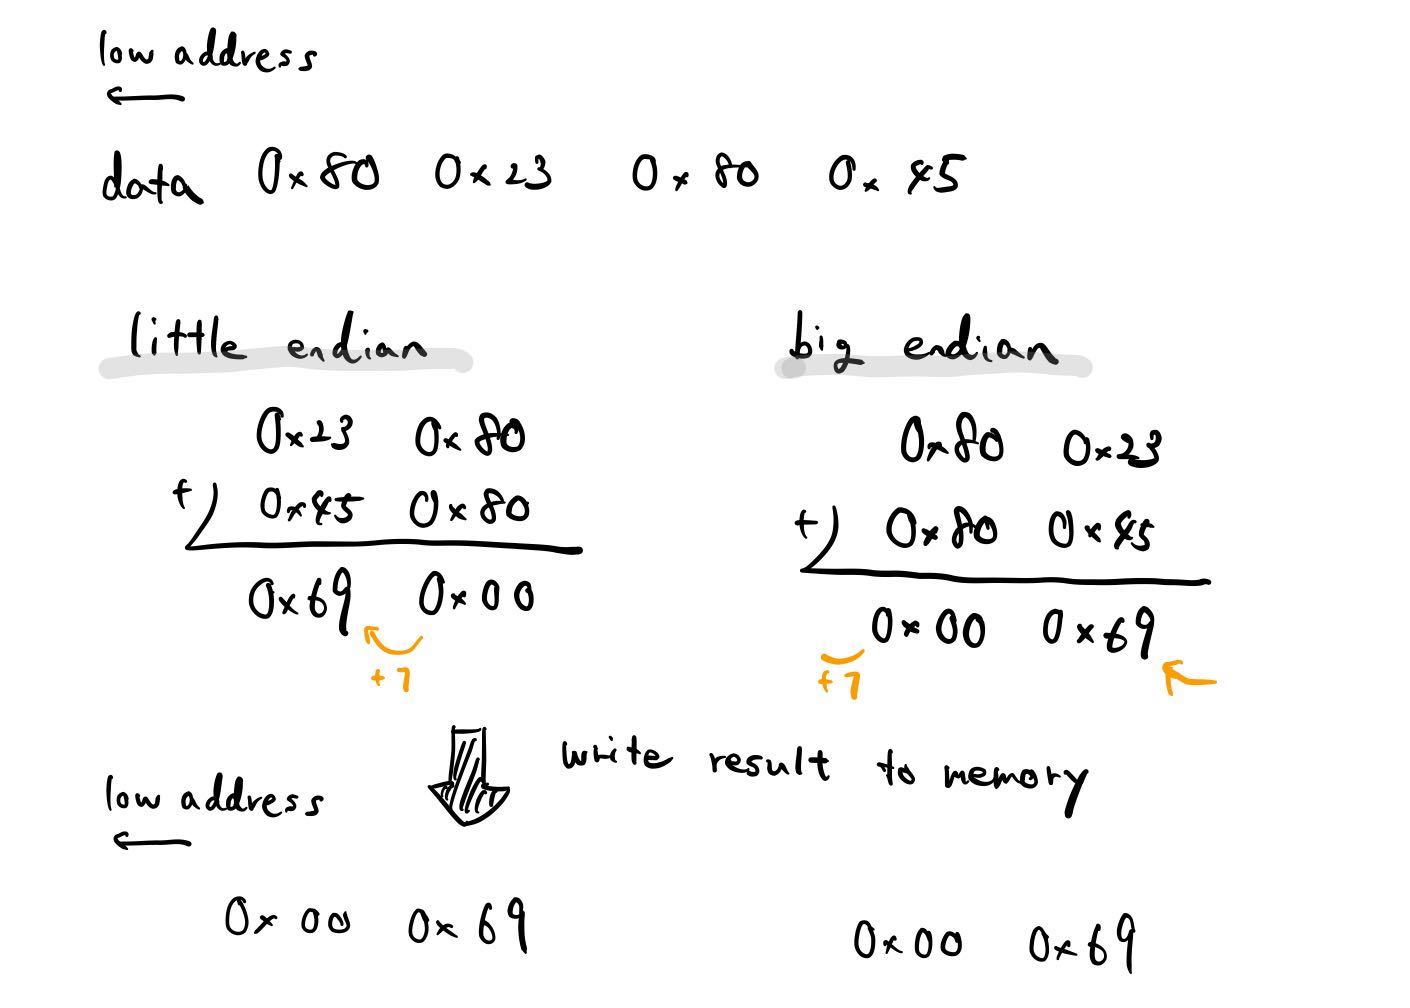 low address
data 0x80 0x23 0x80 0x45
little endian
0x23 0x80
+ 0x45 0x80
0x69 0x00
+1
big endian
0x80 0x23
+ 0x80 0x45
0x00 0x69
+1
write result to memory
low address
0x00 0x69
0x00 0x69